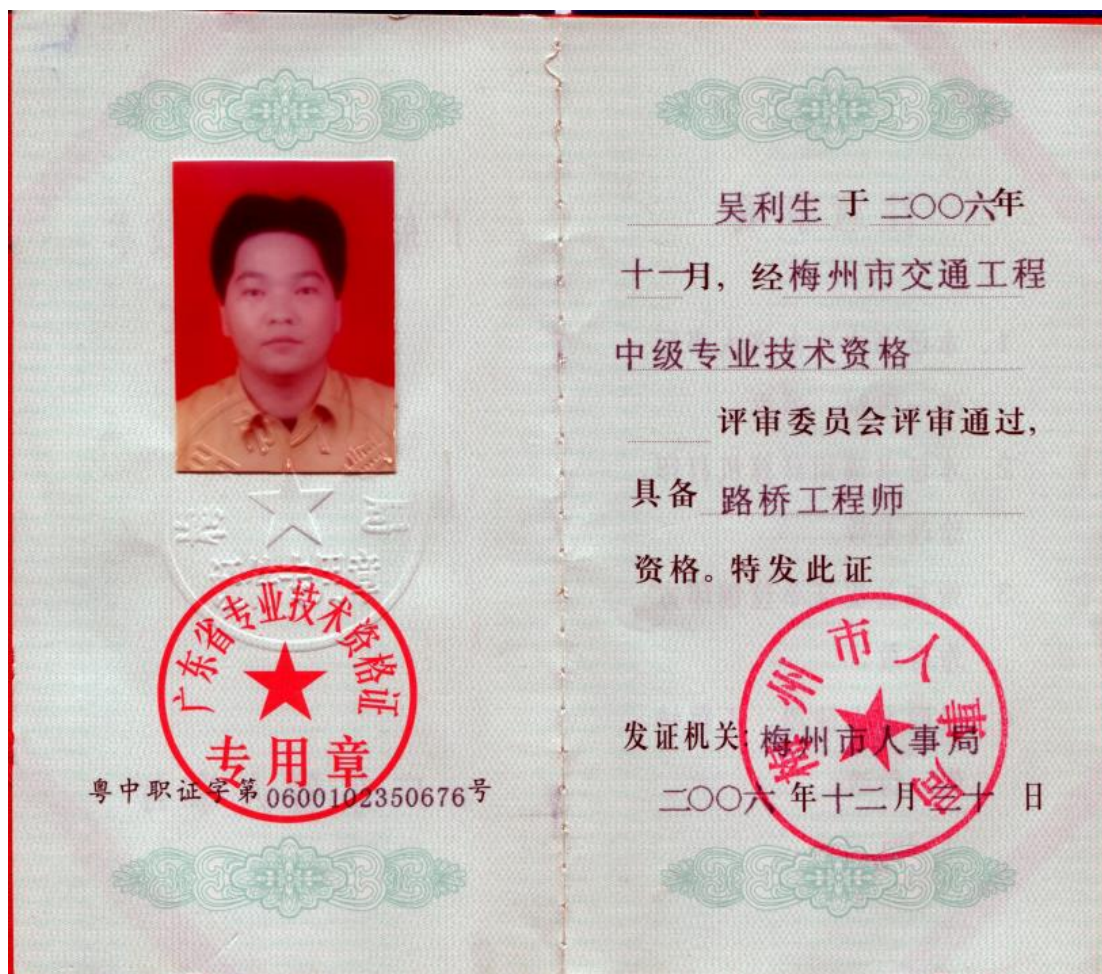 广东省专业技术资格证
专用章
粤中职证字第0600102350676号
吴利生于二〇〇六年
十一月，经梅州市交通工程
中级专业技术资格
评审委员会评审通过，
具备 路桥工程师
资格。特发此证
梅州市人事局
发证机关：梅州市人事局
二〇〇六年十二月 十 日